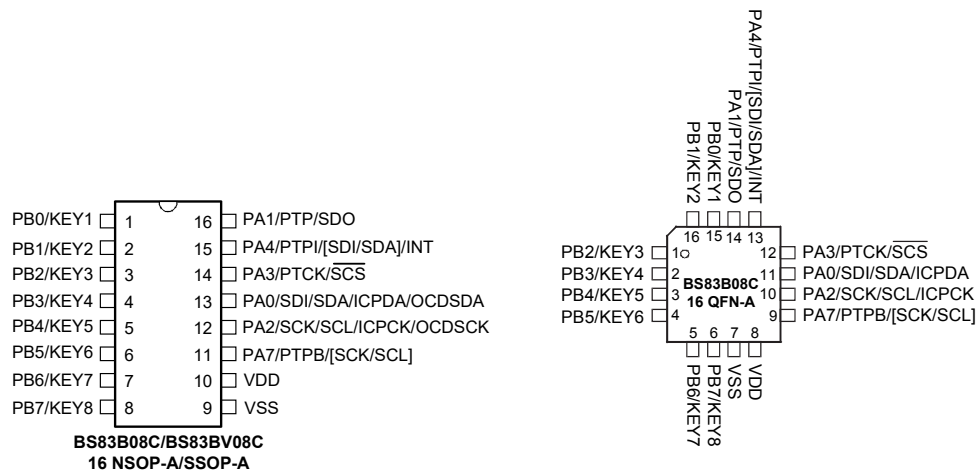 PB0/KEY1 1 16 PA1/PTP/SDO
PB1/KEY2 2 15 PA4/PTPI/[SDI/SDA]/INT
PB2/KEY3 3 14 PA3/PTCK/SCS
PB3/KEY4 4 13 PA0/SDI/SDA/ICPDA/OCDSDA
PB4/KEY5 5 12 PA2/SCK/SCL/ICPCK/OCDSCK
PB5/KEY6 6 11 PA7/PTPB/[SCK/SCL]
PB6/KEY7 7 10 VDD
PB7/KEY8 8 9 VSS
BS83B08C/BS83BV08C
16 NSOP-A/SSOP-A
PB1/KEY2
PB0/KEY1
PA1/PTP/SDO
PA4/PTPI/[SDI/SDA]/INT
16 15 14 13
PB2/KEY3 1 12 PA3/PTCK/SCS
PB3/KEY4 2 11 PA0/SDI/SDA/ICPDA
PB4/KEY5 3 10 PA2/SCK/SCL/ICPCK
PB5/KEY6 4 9 PA7/PTPB/[SCK/SCL]
BS83B08C
16 QFN-A
5 6 7 8
PB6/KEY7
PB7/KEY8
VSS
VDD